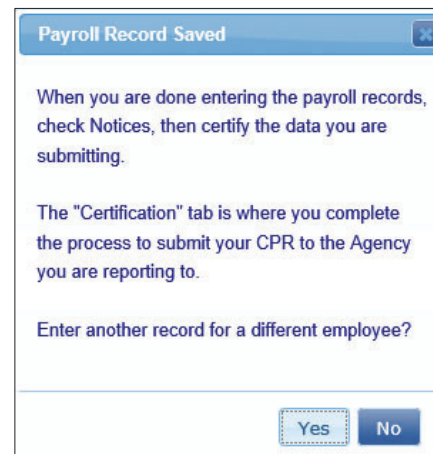 Payroll Record Saved
When you are done entering the payroll records,
check Notices, then certify the data you are
submitting.
The "Certification" tab is where you complete
the process to submit your CPR to the Agency
you are reporting to.
Enter another record for a different employee?
Yes No